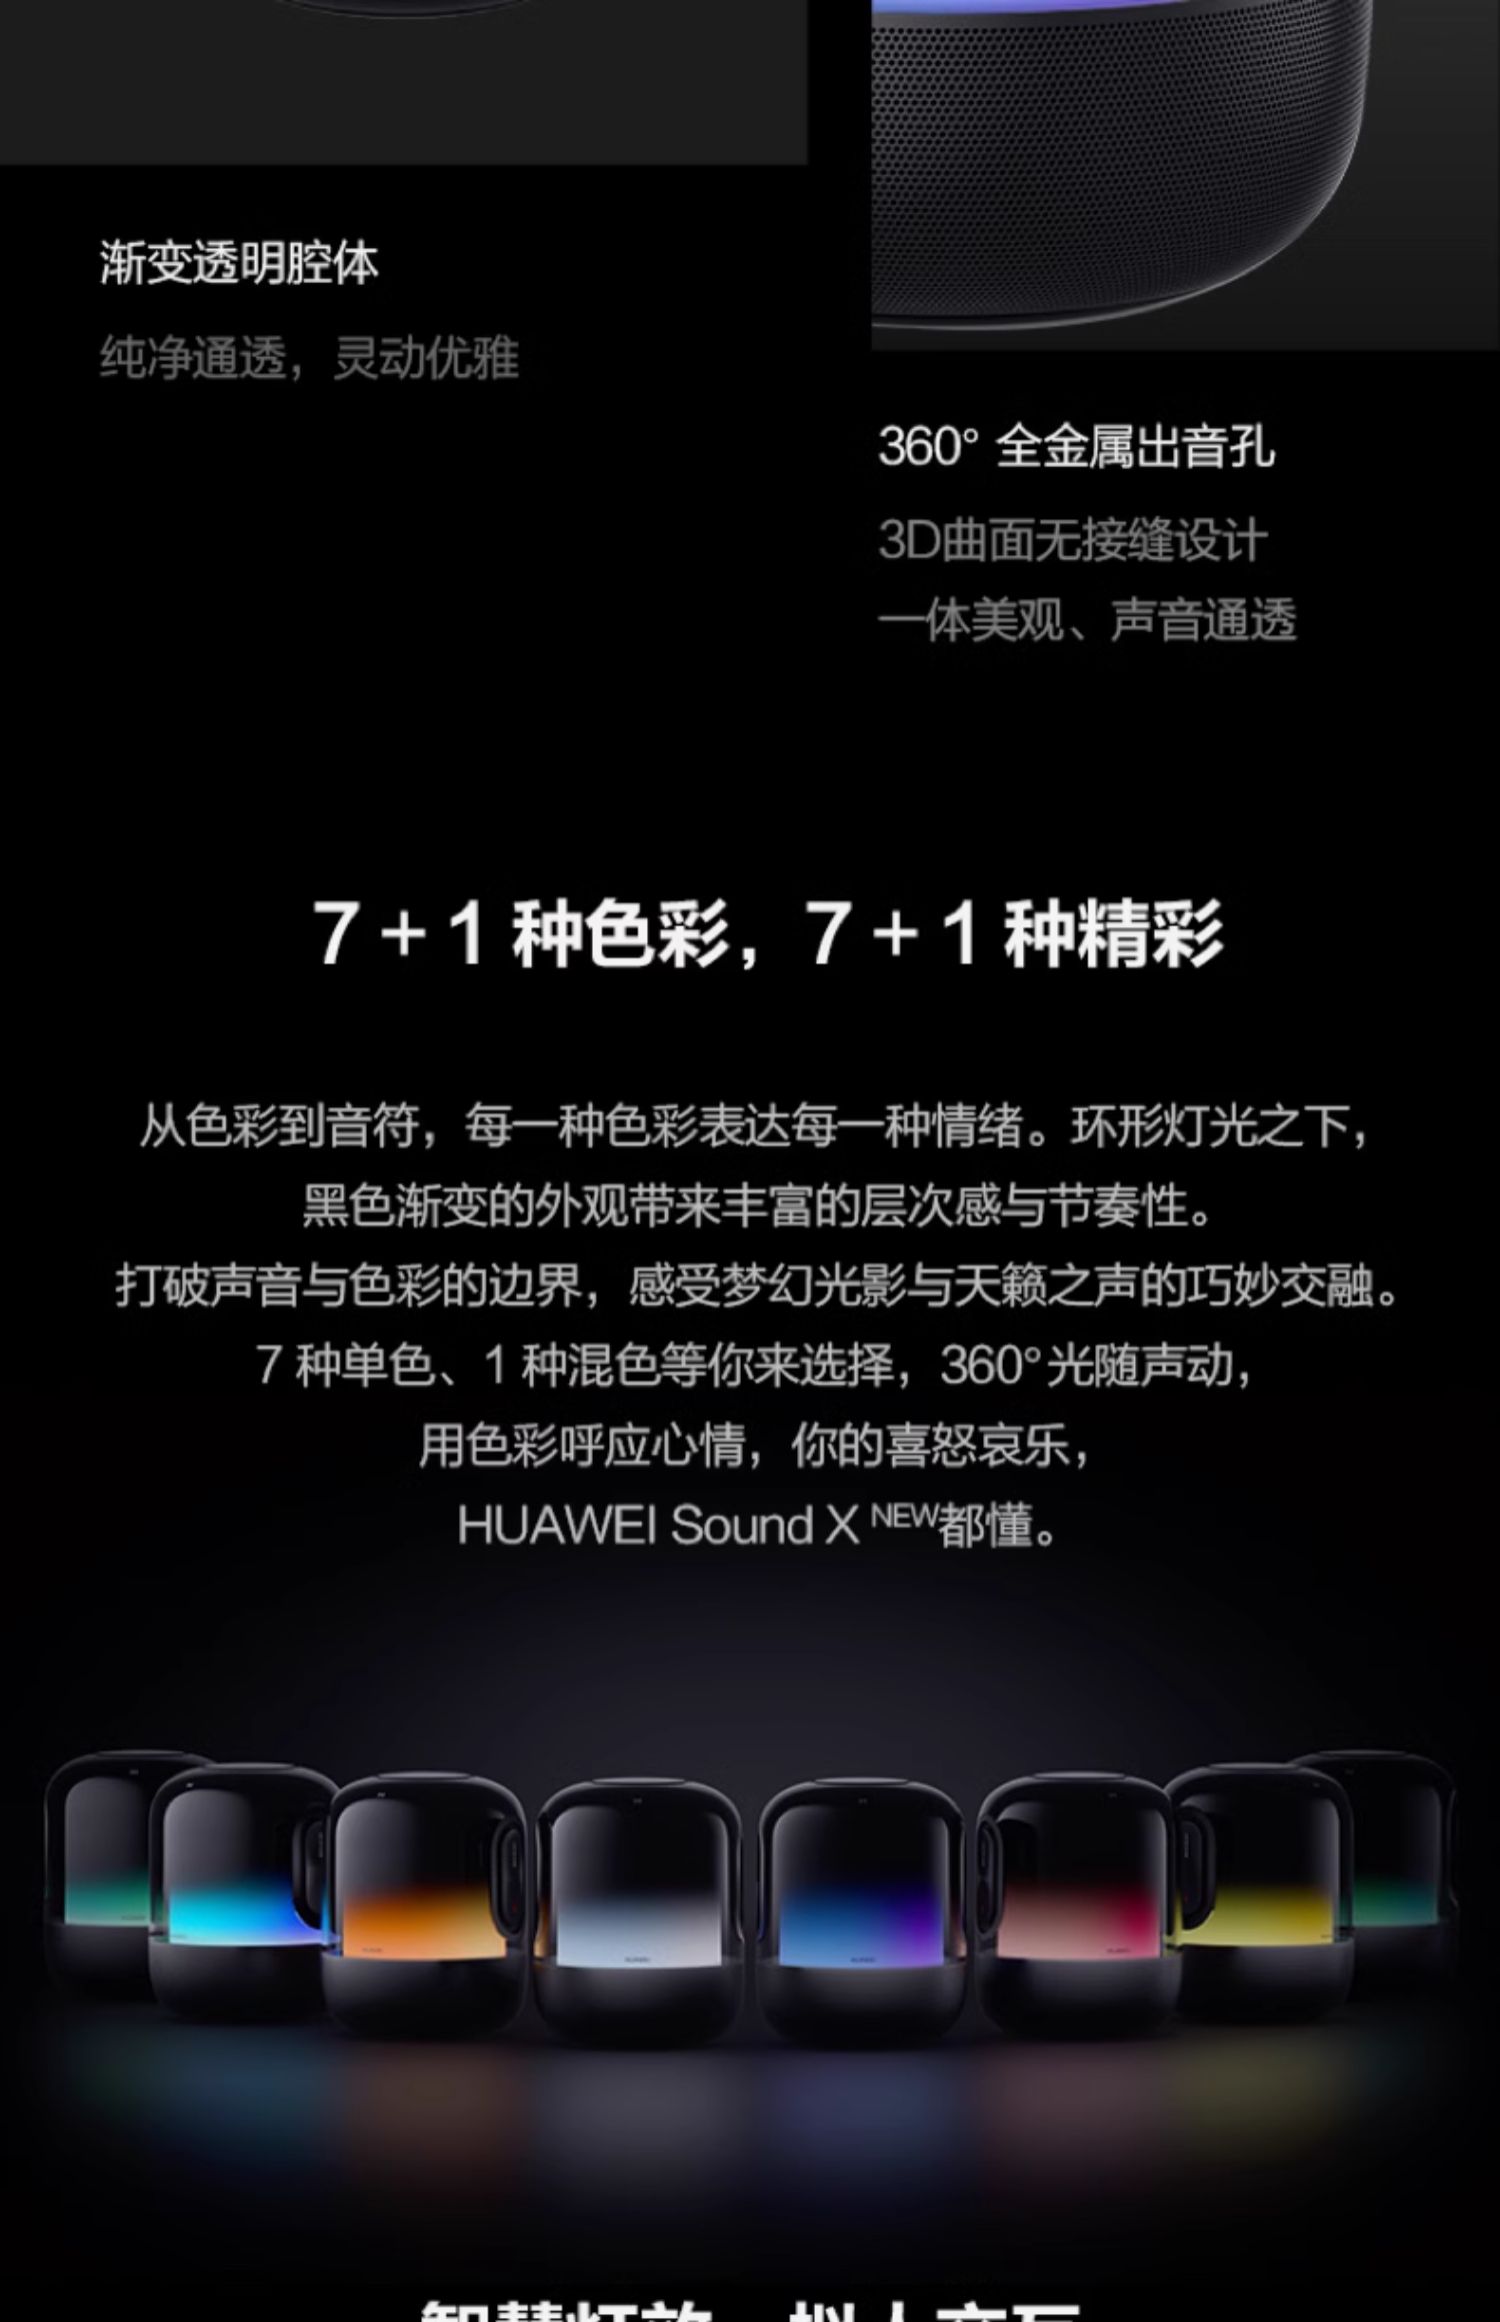 渐变透明腔体
纯净通透，灵动优雅
360° 全金属出音孔
3D曲面无接缝设计
一体美观、声音通透
7 + 1 种色彩，7 + 1 种精彩
从色彩到音符，每一种色彩表达每一种情绪。环形灯光之下，
黑色渐变的外观带来丰富的层次感与节奏性。
打破声音与色彩的边界，感受梦幻光影与天籁之声的巧妙交融。
7 种单色、1 种混色等你来选择，360°光随声动，
用色彩呼应心情，你的喜怒哀乐，
HUAWEI Sound X NEW都懂。